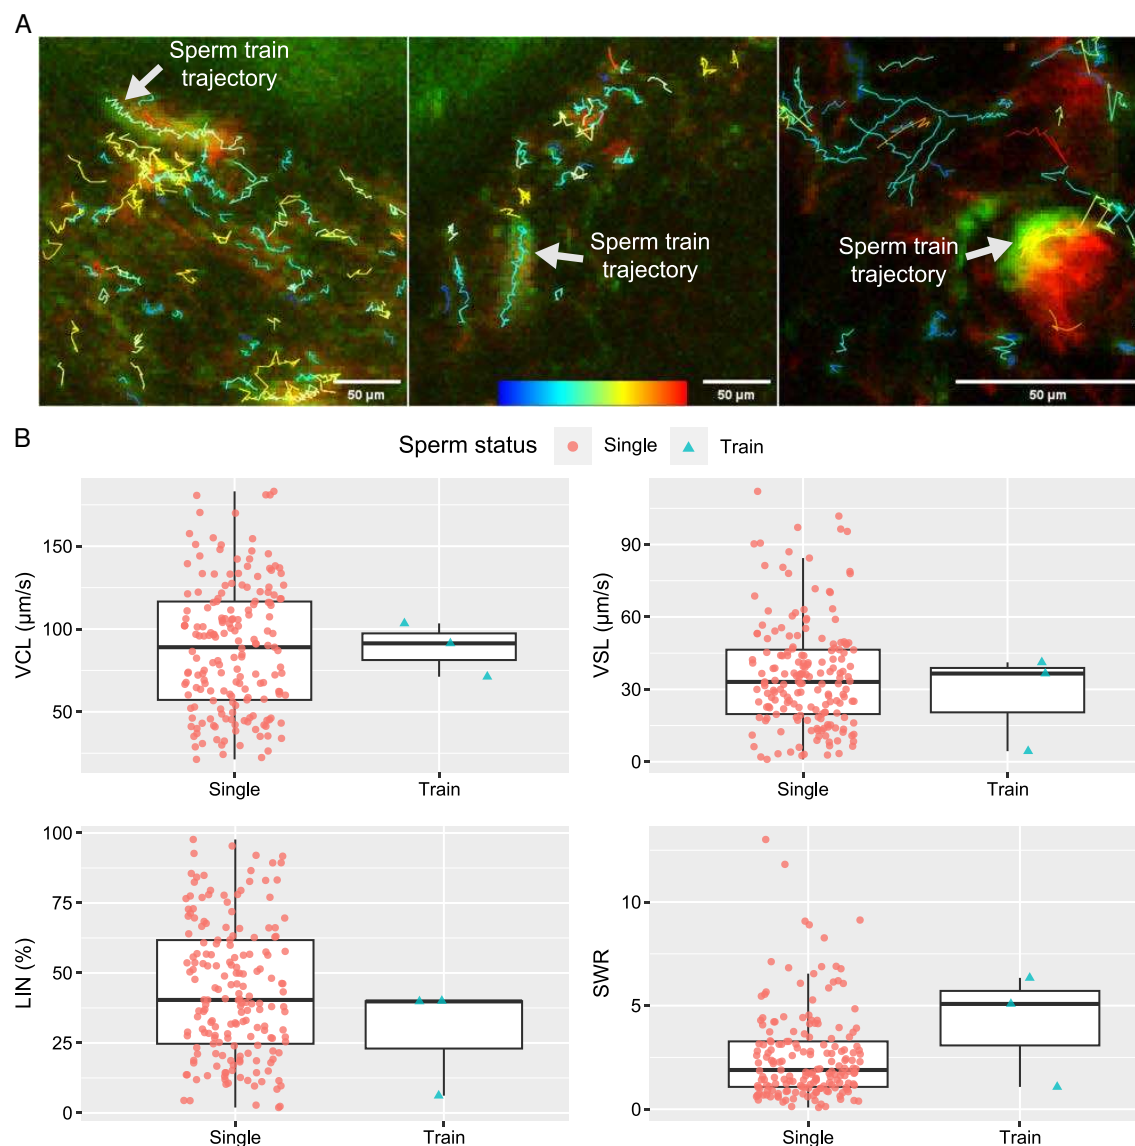 A
Sperm train
trajectory
Sperm train
trajectory
Sperm train
trajectory
50 µm
50 µm
50 µm
B
Sperm status
Single
Train
VCL (µm/s)
150
100
50
Single
Train
VSL (µm/s)
90
60
30
0
Single
Train
LIN (%)
100
75
50
25
0
Single
Train
SWR
10
5
0
Single
Train